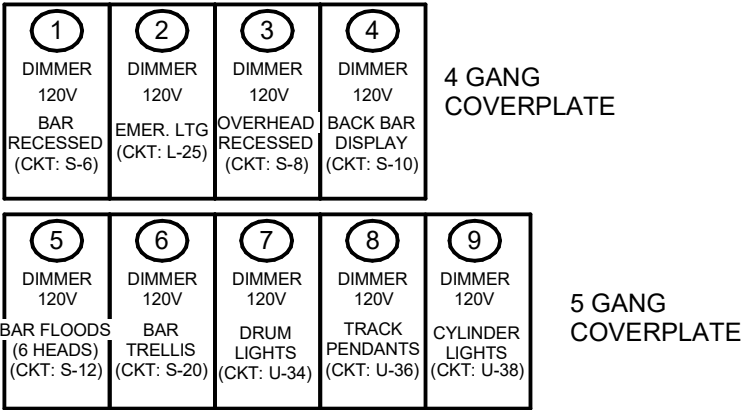 1
DIMMER
120V
BAR
RECESSED
(CKT: S-6)
2
DIMMER
120V
EMER. LTG
(CKT: L-25)
3
DIMMER
120V
OVERHEAD
RECESSED
(CKT: S-8)
4
DIMMER
120V
BACK BAR
DISPLAY
(CKT: S-10)
4 GANG
COVERPLATE
5
DIMMER
120V
BAR FLOODS
(6 HEADS)
(CKT: S-12)
6
DIMMER
120V
BAR
TRELLIS
(CKT: S-20)
7
DIMMER
120V
DRUM
LIGHTS
(CKT: U-34)
8
DIMMER
120V
TRACK
PENDANTS
(CKT: U-36)
9
DIMMER
120V
CYLINDER
LIGHTS
(CKT: U-38)
5 GANG
COVERPLATE